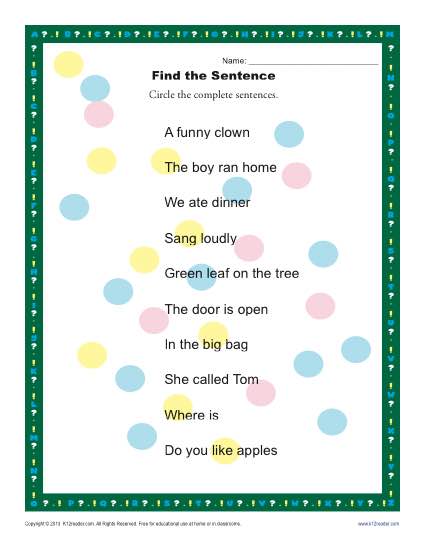 Name:
Find the Sentence
Circle the complete sentences.
A funny clown
The boy ran home
We ate dinner
Sang loudly
Green leaf on the tree
The door is open
In the big bag
She called Tom
Where is
Do you like apples
Copyright © 2013 K12reader.com. All Rights Reserved. Free for educational use at home or in classrooms.
www.k12reader.com